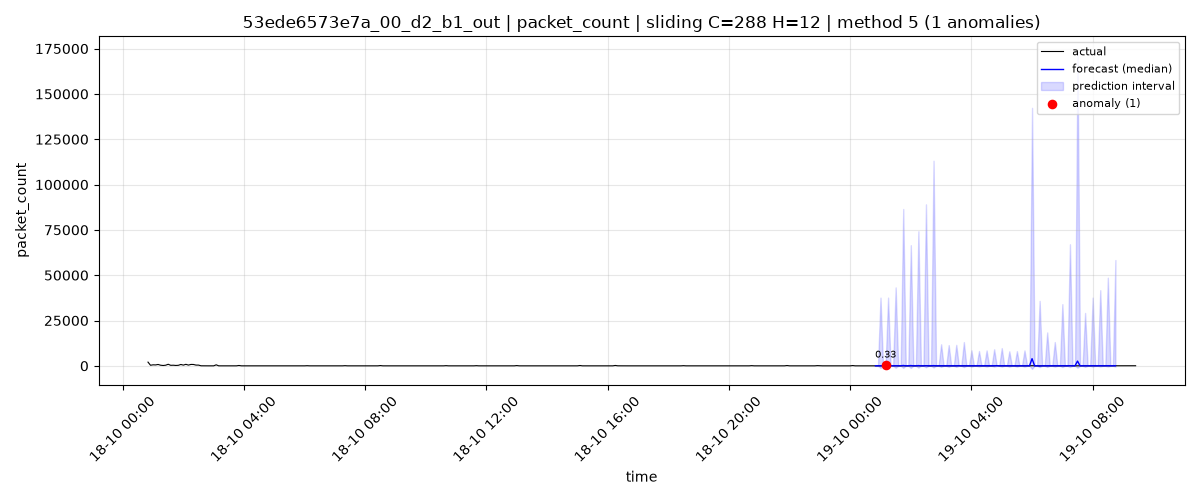 53ede6573e7a_00_d2_b1_out | packet_count | sliding C=288 H=12 | method 5 (1 anomalies)
175000
150000
125000
100000
75000
50000
25000
0
packet_count
actual
forecast (median)
prediction interval
anomaly (1)
0.33
18-10 00:00
18-10 04:00
18-10 08:00
18-10 12:00
18-10 16:00
18-10 20:00
19-10 00:00
19-10 04:00
19-10 08:00
time